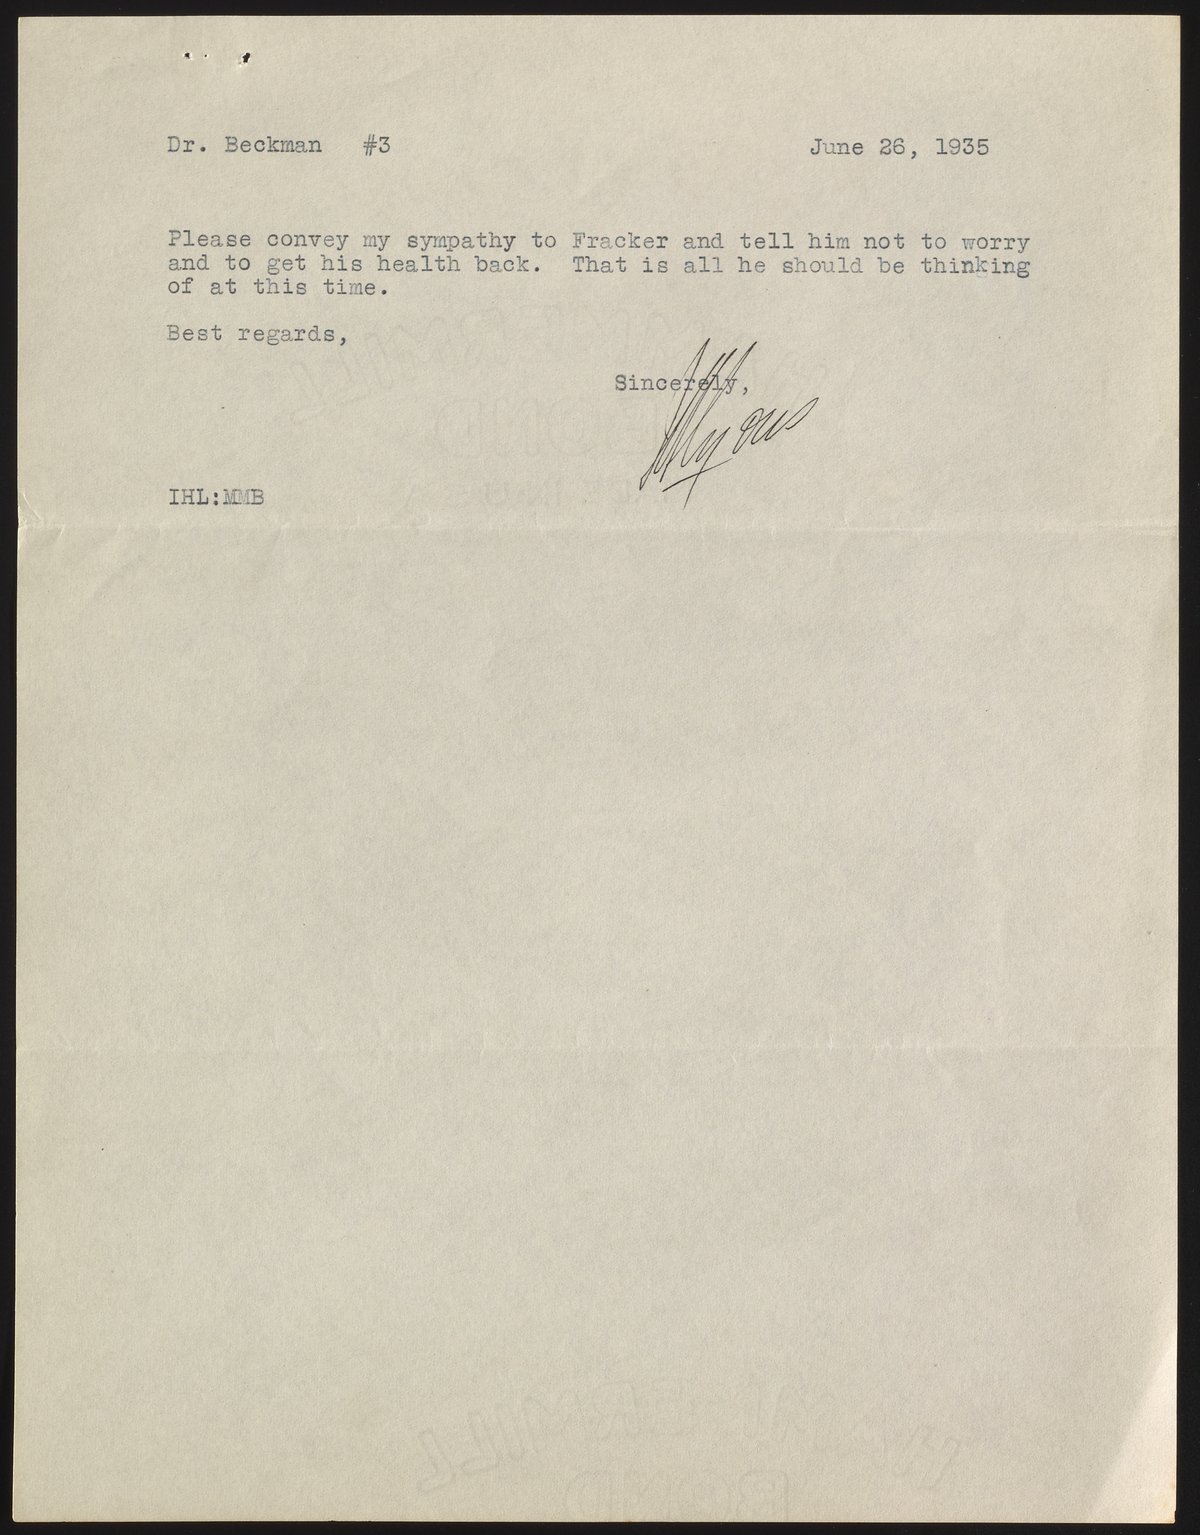 Dr. Beckman #3 June 26, 1935
Please convey my sympathy to Fracker and tell him not to worry
and to get his health back. That is all he should be thinking
of at this time.
Best regards,
Sincerely,
IHL:MMB